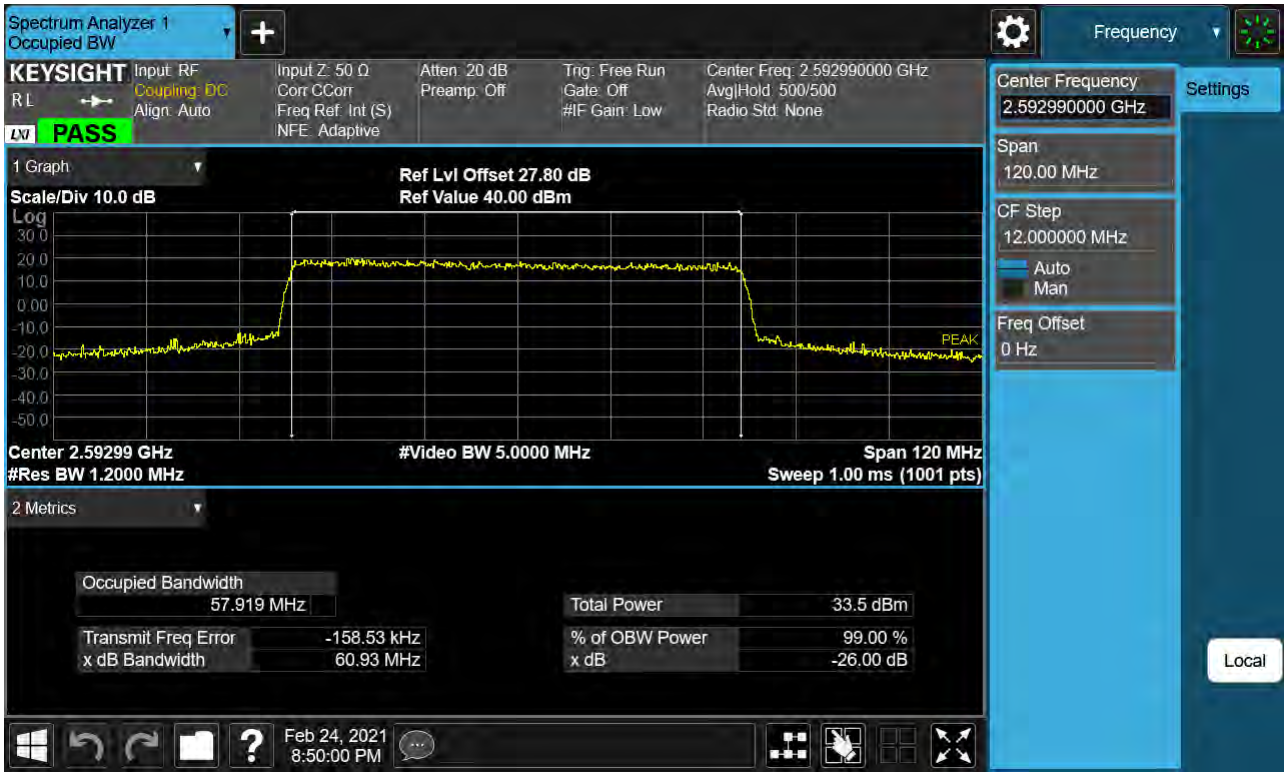 Spectrum Analyzer 1
Occupied BW
+
Frequency
KEYSIGHT
R L
LXI
PASS
Input: RF
Coupling: DC
Align: Auto
Input Z: 50 Ω
Corr CCorr
Freq Ref: Int (S)
NFE: Adaptive
Atten: 20 dB
Preamp: Off
Trig: Free Run
Gate: Off
#IF Gain: Low
Center Freq: 2.592990000 GHz
Avg|Hold: 500/500
Radio Std: None
Center Frequency
2.592990000 GHz
Settings
Span
120.00 MHz
CF Step
12.000000 MHz
Auto
Man
Freq Offset
0 Hz
1 Graph
Scale/Div 10.0 dB
Ref Lvl Offset 27.80 dB
Ref Value 40.00 dBm
Log
30.0
20.0
10.0
0.00
-10.0
-20.0
-30.0
-40.0
-50.0
PEAK
Center 2.59299 GHz
#Video BW 5.0000 MHz
Span 120 MHz
#Res BW 1.2000 MHz
Sweep 1.00 ms (1001 pts)
2 Metrics
Occupied Bandwidth
57.919 MHz
Total Power 33.5 dBm
Transmit Freq Error -158.53 kHz
% of OBW Power 99.00 %
x dB Bandwidth 60.93 MHz
x dB -26.00 dB
Local
?
Feb 24, 2021
8:50:00 PM